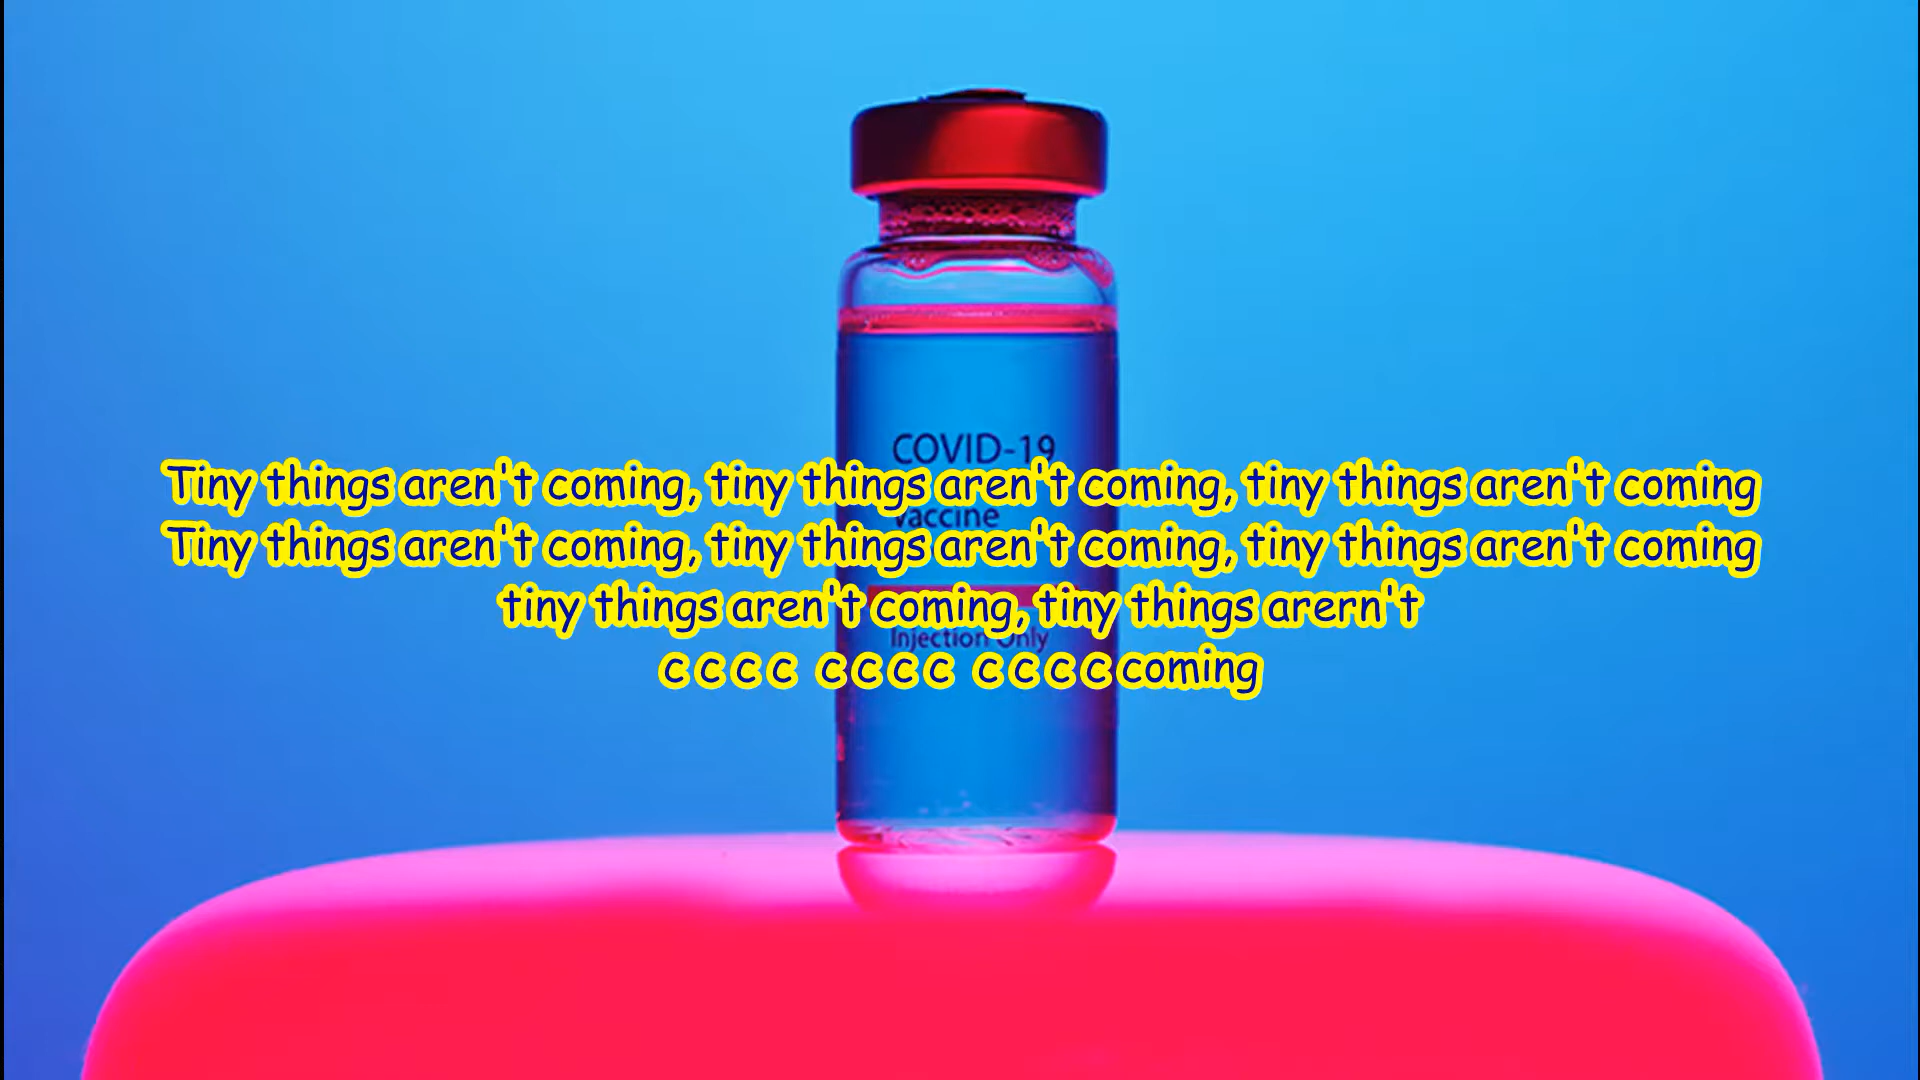 COVID-19
Tiny things aren't coming, tiny things aren't coming, tiny things aren't coming
vaccine
Tiny things aren't coming, tiny things aren't coming, tiny things aren't coming
tiny things aren't coming, tiny things arern't
Injection Only
c c c c c c c c c c c c coming